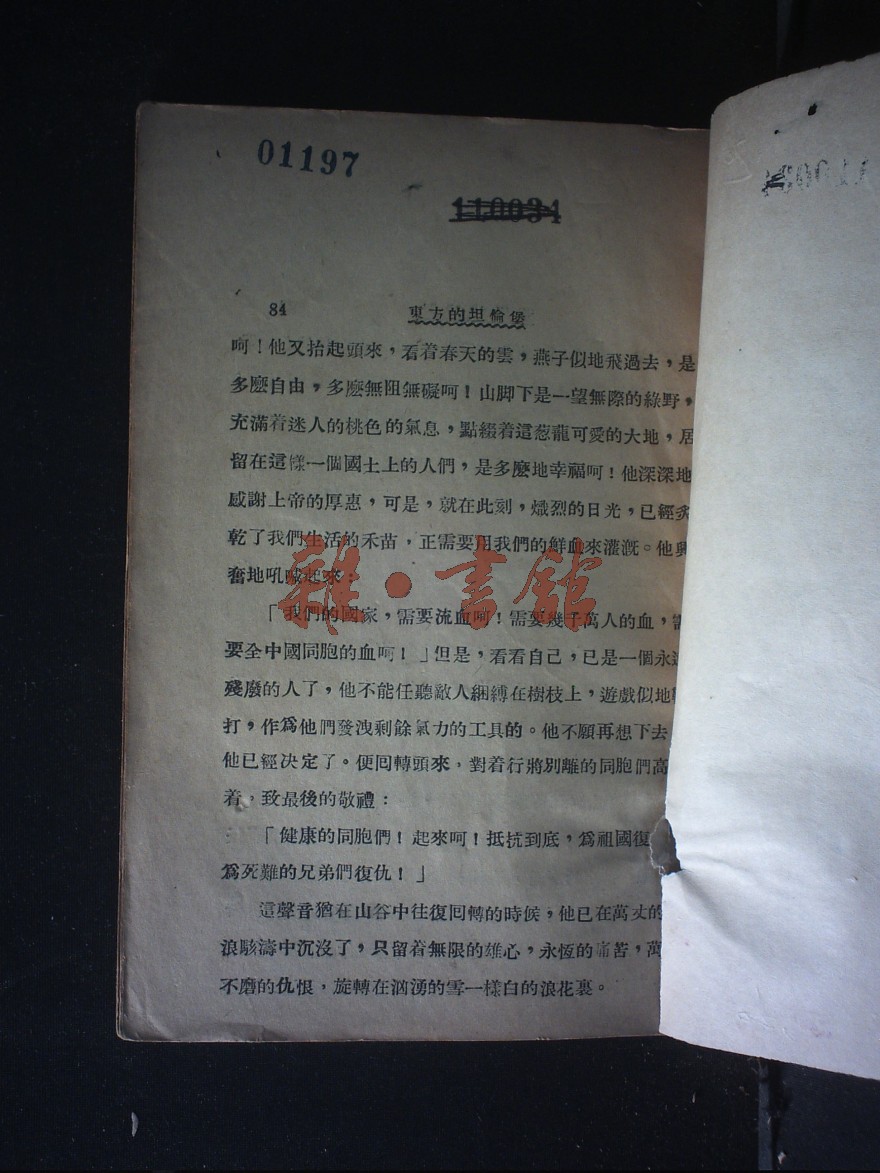 01197
110034
84
東方的坦倫堡
呵！他又抬起頭來，看着春天的雲，燕子似地飛過去，是
多麽自由，多麽無阻無礙呵！山脚下是一望無際的綠野，
充滿着迷人的桃色的氣息，點綴着這葱蘢可愛的大地，居
留在這樣一個國土上的人們，是多麽地幸福呵！他深深地
感謝上帝的厚惠，可是，就在此刻，熾烈的日光，已經炙
乾了我們生活的禾苗，正需要用我們的鮮血來灌漑。他興
奮地吼喊起來：
「我們的國家，需要流血呵！需要幾千萬人的血，需
要全中國同胞的血呵！」但是，看看自己，已是一個永遠
殘廢的人了，他不能任聽敵人綑縛在樹枝上，遊戲似地
打，作爲他們發洩剩餘氣力的工具的。他不願再想下去
他已經决定了。便囘轉頭來，對着行將別離的同胞們高
着，致最後的敬禮：
「健康的同胞們！起來呵！抵抗到底，爲祖國復
爲死難的兄弟們復仇！」
這聲音猶在山谷中往復囘轉的時候，他已在萬丈的
浪駭濤中沉沒了，只留着無限的雄心，永恆的痛苦，萬
不磨的仇恨，旋轉在洶湧的雪一樣白的浪花裏。
雜·書館